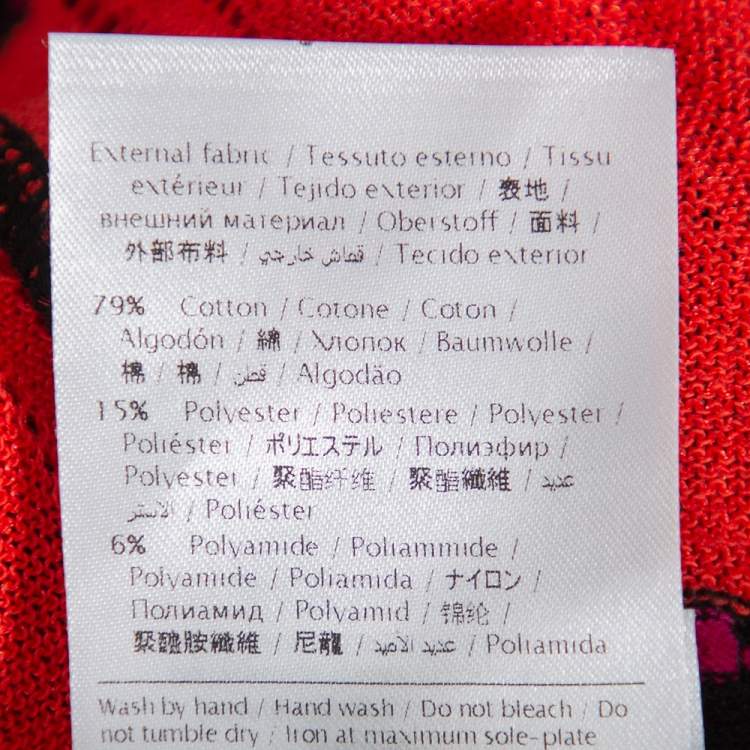 External fabric / Tessuto esterno / Tissu
extérieur / Tejido exterior / 表地 /
внешний материал / Oberstoff / 面料 /
外部布料 / قماش خارجي / Tecido exterior
79% Cotton / Cotone / Coton /
Algodón / 綿 / Хлопок / Baumwolle /
棉 / 棉 / قطن / Algodão
15% Polyester / Poliestere / Polyester /
Poliéster / ポリエステル / Полиэфир /
Polyester / 聚酯纤维 / 聚酯纖維 / عديد
الاستر / Poliéster
6% Polyamide / Poliammide /
Polyamide / Poliamida / ナイロン /
Полиамид / Polyamid / 锦纶 /
聚醯胺纖維 / 尼龍 / عديد الاميد / Poliamida
Wash by hand / Hand wash / Do not bleach / Do
not tumble dry / Iron at maximum sole-plate